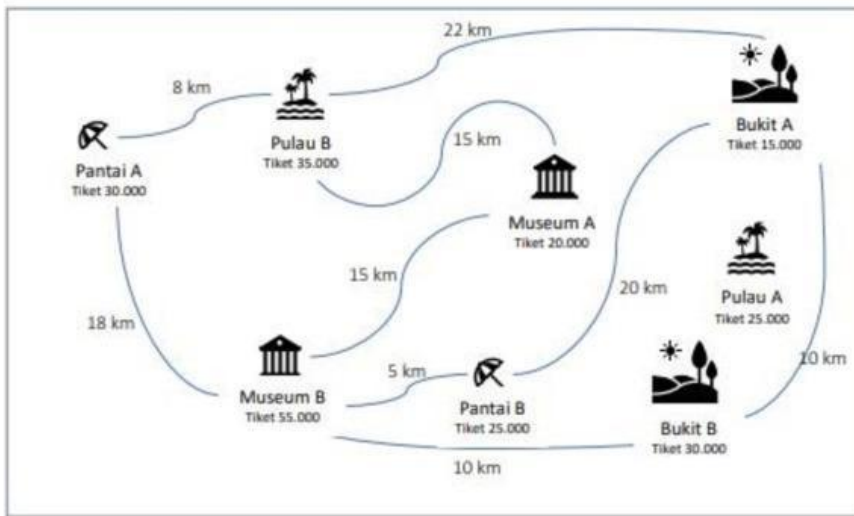 22 km
8 km
Pulau B
Tiket 35.000
Bukit A
Tiket 15.000
15 km
Pantai A
Tiket 30.000
Museum A
Tiket 20.000
15 km
20 km
Pulau A
Tiket 25.000
18 km
10 km
5 km
Museum B
Tiket 55.000
Pantai B
Tiket 25.000
Bukit B
Tiket 30.000
10 km